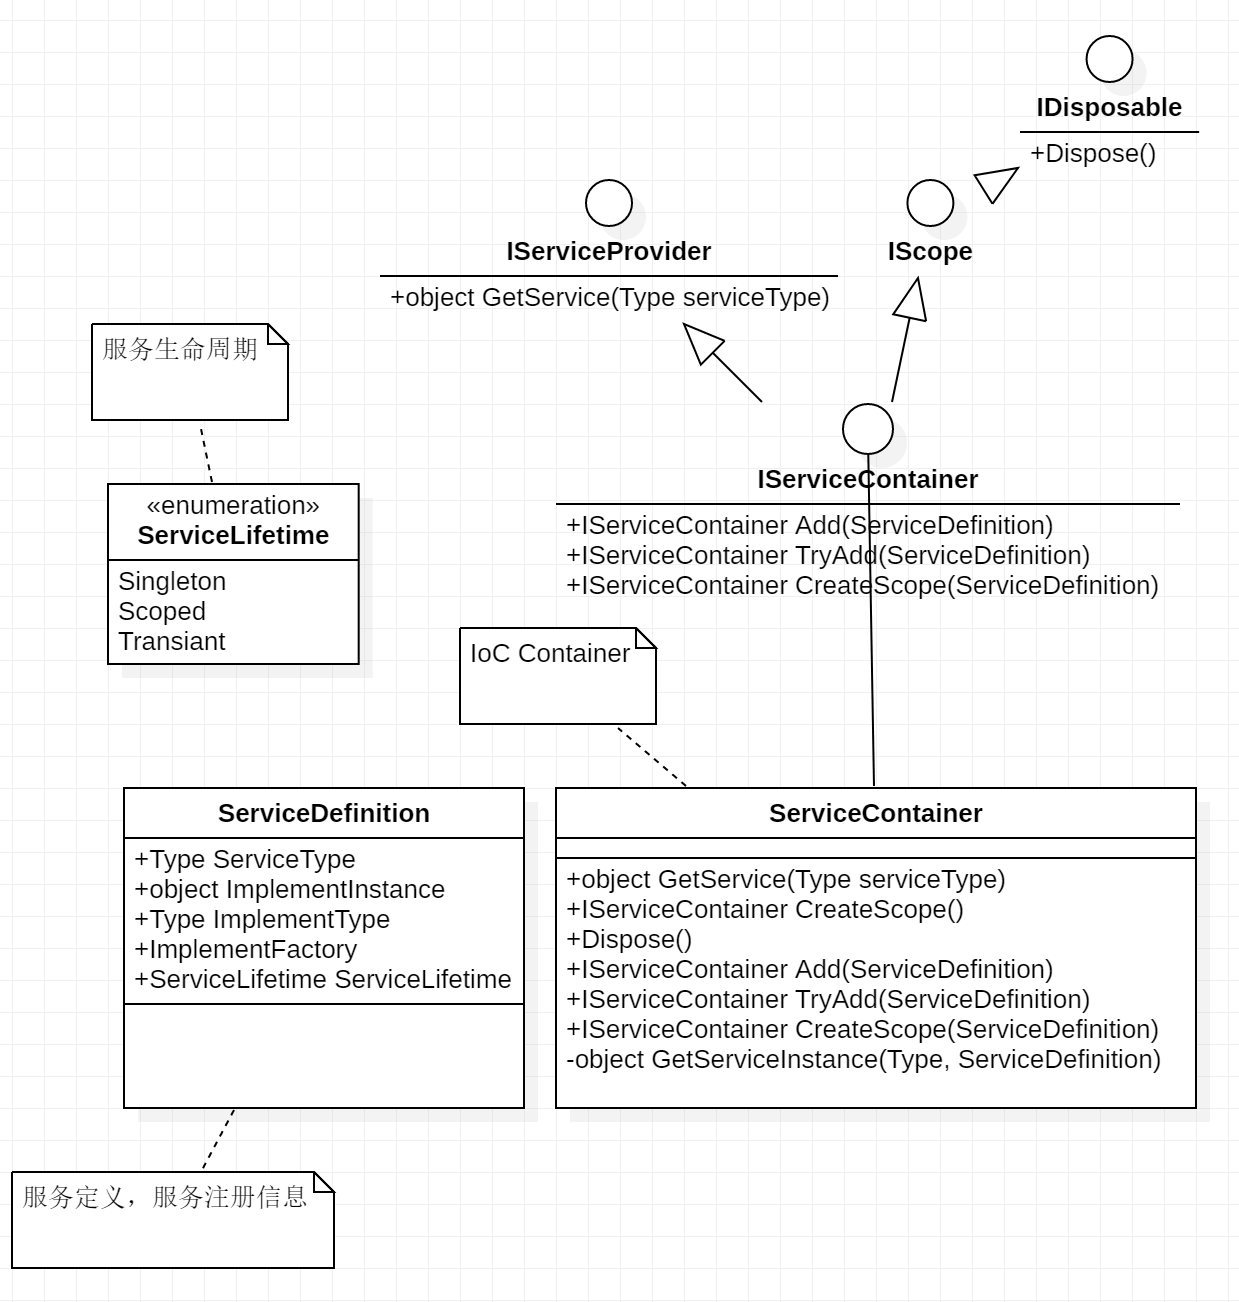 IDisposable
+Dispose()
IServiceProvider
+object GetService(Type serviceType)
IScope
服务生命周期
«enumeration»
ServiceLifetime
Singleton
Scoped
Transiant
IServiceContainer
+IServiceContainer Add(ServiceDefinition)
+IServiceContainer TryAdd(ServiceDefinition)
+IServiceContainer CreateScope(ServiceDefinition)
IoC Container
ServiceDefinition
+Type ServiceType
+object ImplementInstance
+Type ImplementType
+ImplementFactory
+ServiceLifetime ServiceLifetime
ServiceContainer
+object GetService(Type serviceType)
+IServiceContainer CreateScope()
+Dispose()
+IServiceContainer Add(ServiceDefinition)
+IServiceContainer TryAdd(ServiceDefinition)
+IServiceContainer CreateScope(ServiceDefinition)
-object GetServiceInstance(Type, ServiceDefinition)
服务定义，服务注册信息